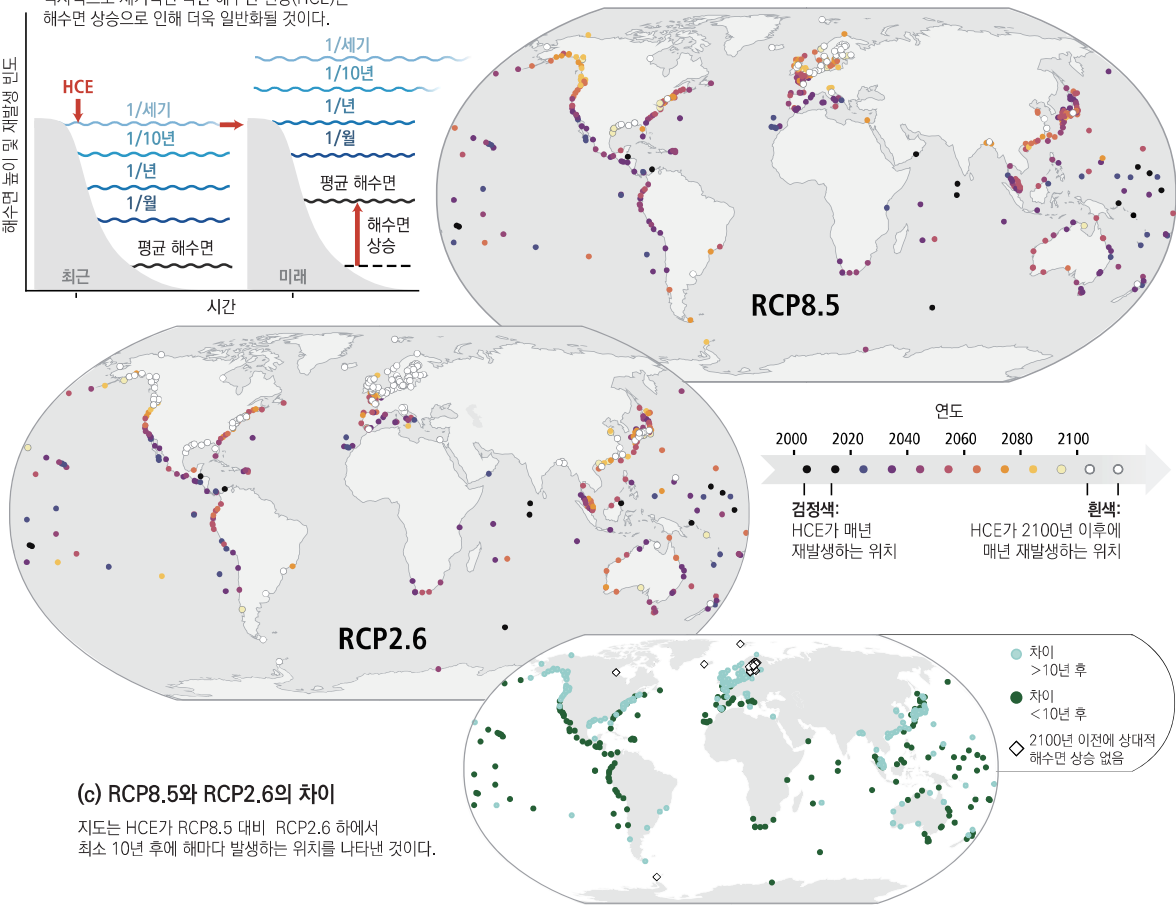 해수면 상승으로 인해 더욱 일반화될 것이다.
해수면 높이 및 재발생 빈도
HCE
1/세기
1/10년
1/년
1/월
평균 해수면
최근
1/세기
1/10년
1/년
1/월
평균 해수면
해수면
상승
미래
시간
RCP8.5
RCP2.6
연도
2000 2020 2040 2060 2080 2100
검정색:
HCE가 매년
재발생하는 위치
흰색:
HCE가 2100년 이후에
매년 재발생하는 위치
차이
>10년 후
차이
<10년 후
2100년 이전에 상대적
해수면 상승 없음
(c) RCP8.5와 RCP2.6의 차이
지도는 HCE가 RCP8.5 대비 RCP2.6 하에서
최소 10년 후에 해마다 발생하는 위치를 나타낸 것이다.